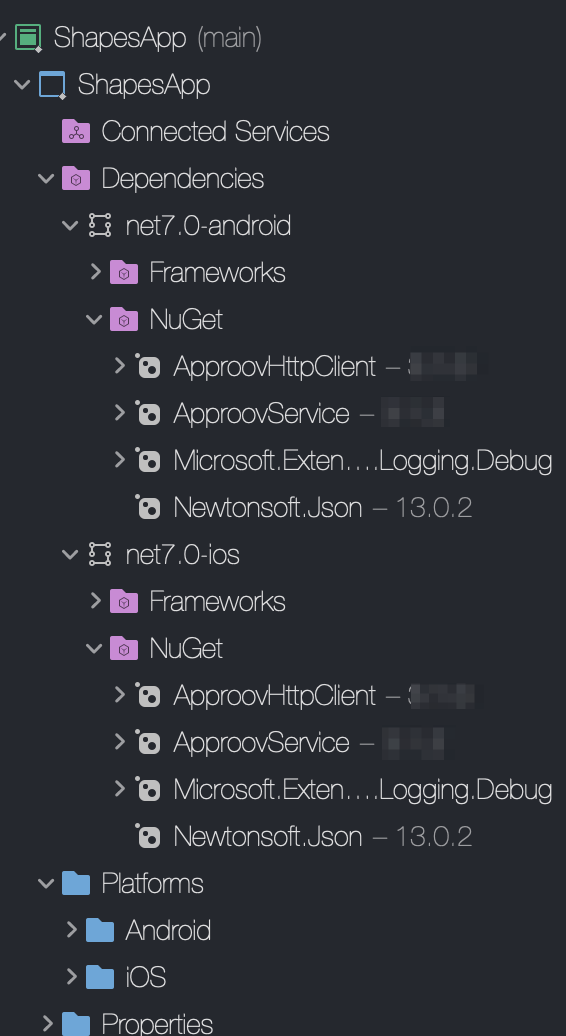 ShapesApp (main)
ShapesApp
Connected Services
Dependencies
net7.0-android
Frameworks
NuGet
ApproovHttpClient –
ApproovService –
Microsoft.Exten….Logging.Debug
Newtonsoft.Json – 13.0.2
net7.0-ios
Frameworks
NuGet
ApproovHttpClient –
ApproovService –
Microsoft.Exten….Logging.Debug
Newtonsoft.Json – 13.0.2
Platforms
Android
iOS
Properties